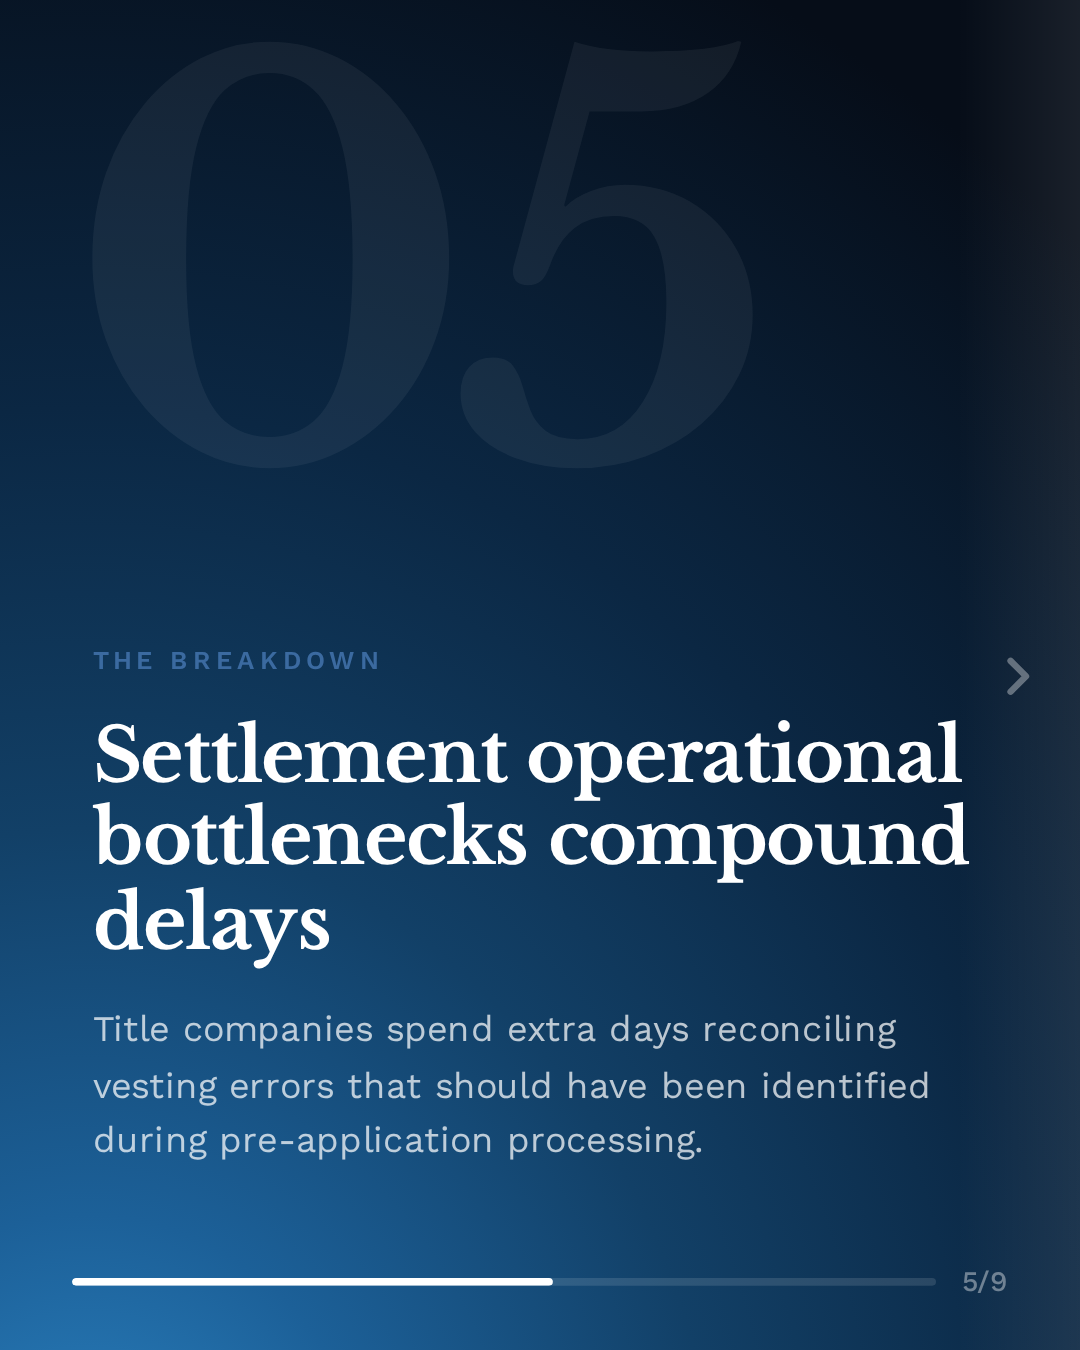 05
THE BREAKDOWN
Settlement operational
bottlenecks compound
delays
Title companies spend extra days reconciling
vesting errors that should have been identified
during pre-application processing.
5/9